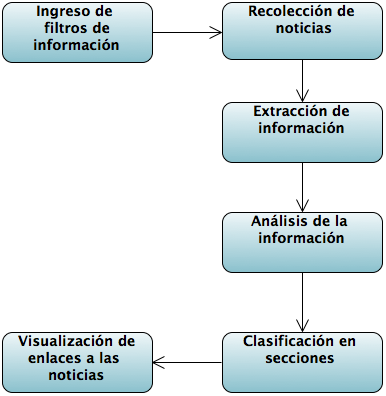 Ingreso de
filtros de
información
Recolección de
noticias
Extracción de
información
Análisis de la
información
Clasificación en
secciones
Visualización de
enlaces a las
noticias